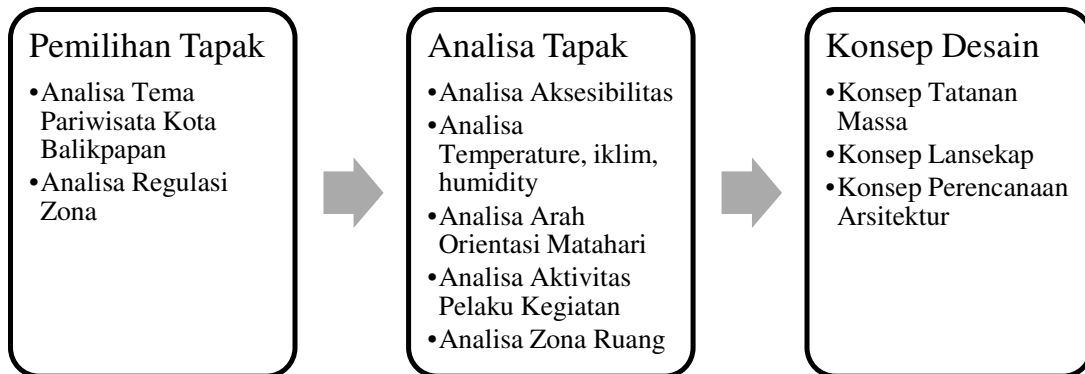 Pemilihan Tapak
•Analisa Tema
Pariwisata Kota
Balikpapan
•Analisa Regulasi
Zona
Analisa Tapak
•Analisa Aksesibilitas
•Analisa
Temperature, iklim,
humidity
•Analisa Arah
Orientasi Matahari
•Analisa Aktivitas
Pelaku Kegiatan
•Analisa Zona Ruang
Konsep Desain
•Konsep Tatanan
Massa
•Konsep Lansekap
•Konsep Perencanaan
Arsitektur